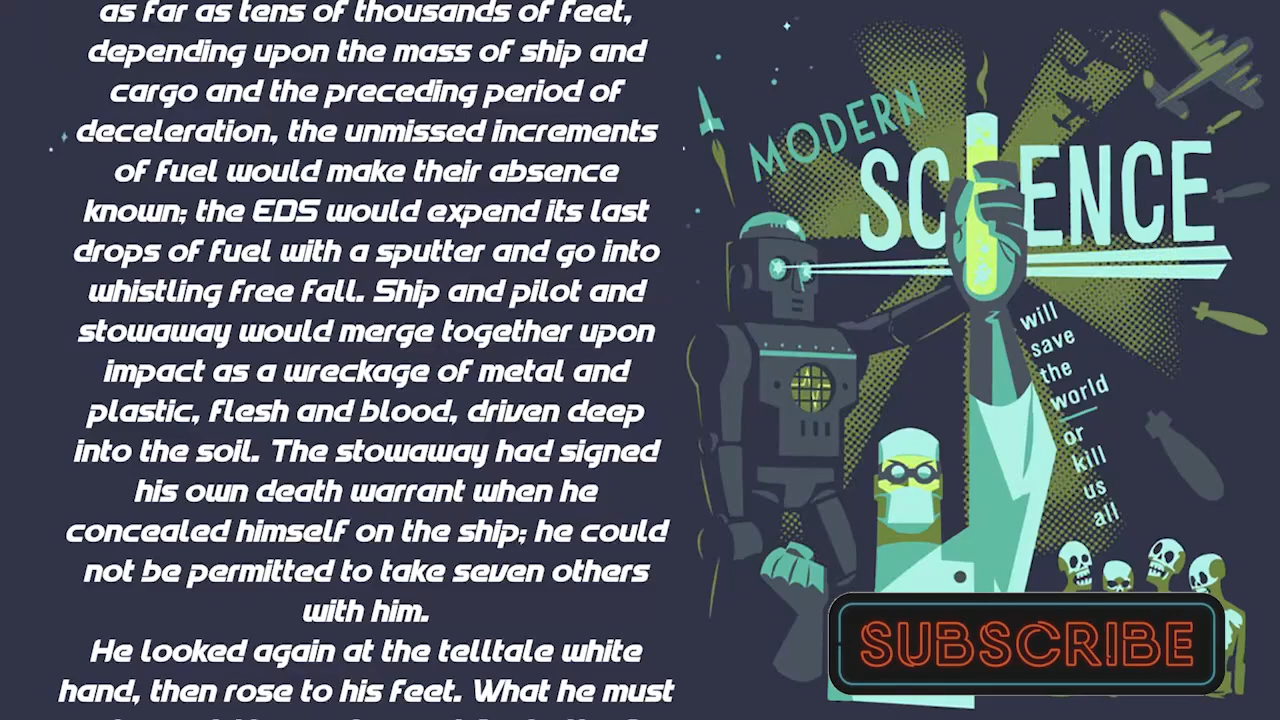 as far as tens of thousands of feet,
depending upon the mass of ship and
cargo and the preceding period of
deceleration, the unmissed increments
of fuel would make their absence
known; the EDS would expend its last
drops of fuel with a sputter and go into
whistling free fall. Ship and pilot and
stowaway would merge together upon
impact as a wreckage of metal and
plastic, flesh and blood, driven deep
into the soil. The stowaway had signed
his own death warrant when he
concealed himself on the ship; he could
not be permitted to take seven others
with him.
He looked again at the telltale white
hand, then rose to his feet. What he must
MODERN
SCIENCE
will
save
the
world
or
kill
us
all
SUBSCRIBE